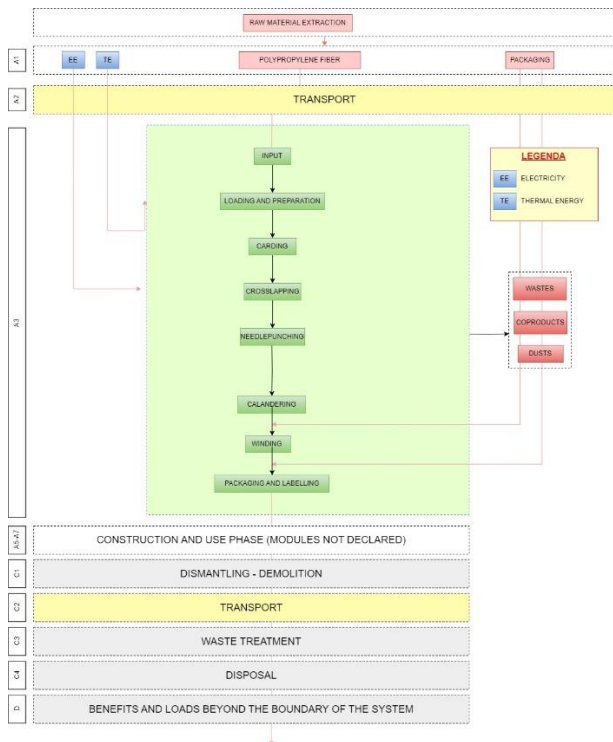 RAW MATERIAL EXTRACTION
A1
EE
TE
POLYPROPYLENE FIBER
PACKAGING
A2
TRANSPORT
A3
INPUT
LOADING AND PREPARATION
CARDING
CROSSLAPPING
NEEDLEPUNCHING
CALANDERING
WINDING
PACKAGING AND LABELLING
LEGENDA
EE ELECTRICITY
TE THERMAL ENERGY
WASTES
COPRODUCTS
DUSTS
A5-A7
CONSTRUCTION AND USE PHASE (MODULES NOT DECLARED)
C1
DISMANTLING - DEMOLITION
C2
TRANSPORT
C3
WASTE TREATMENT
C4
DISPOSAL
D
BENEFITS AND LOADS BEYOND THE BOUNDARY OF THE SYSTEM